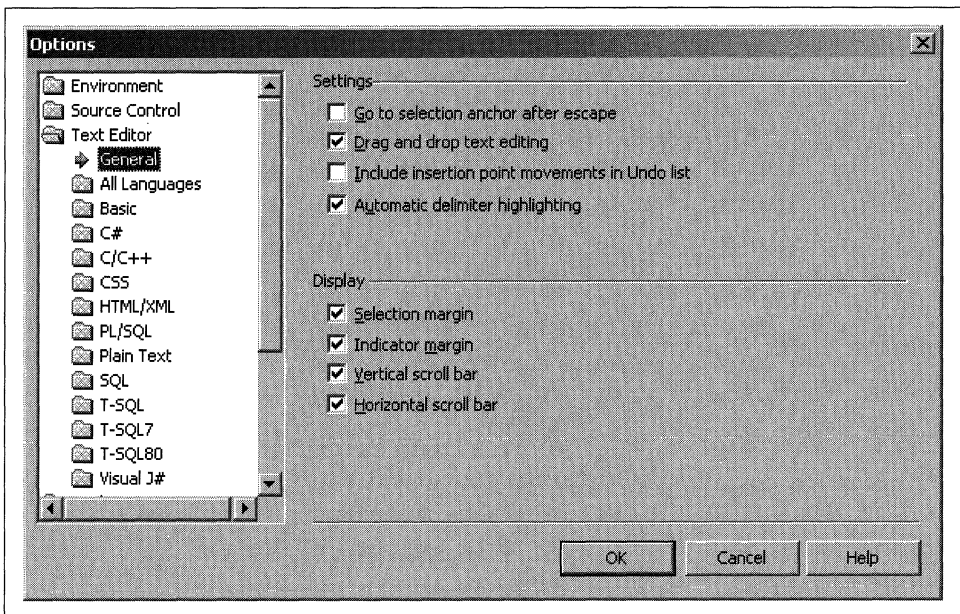 Options
Environment
Source Control
Text Editor
General
All Languages
Basic
C#
C/C++
CSS
HTML/XML
PL/SQL
Plain Text
SQL
T-SQL
T-SQL7
T-SQL80
Visual J#
Settings
Go to selection anchor after escape
Drag and drop text editing
Include insertion point movements in Undo list
Automatic delimiter highlighting
Display
Selection margin
Indicator margin
Vertical scroll bar
Horizontal scroll bar
OK
Cancel
Help